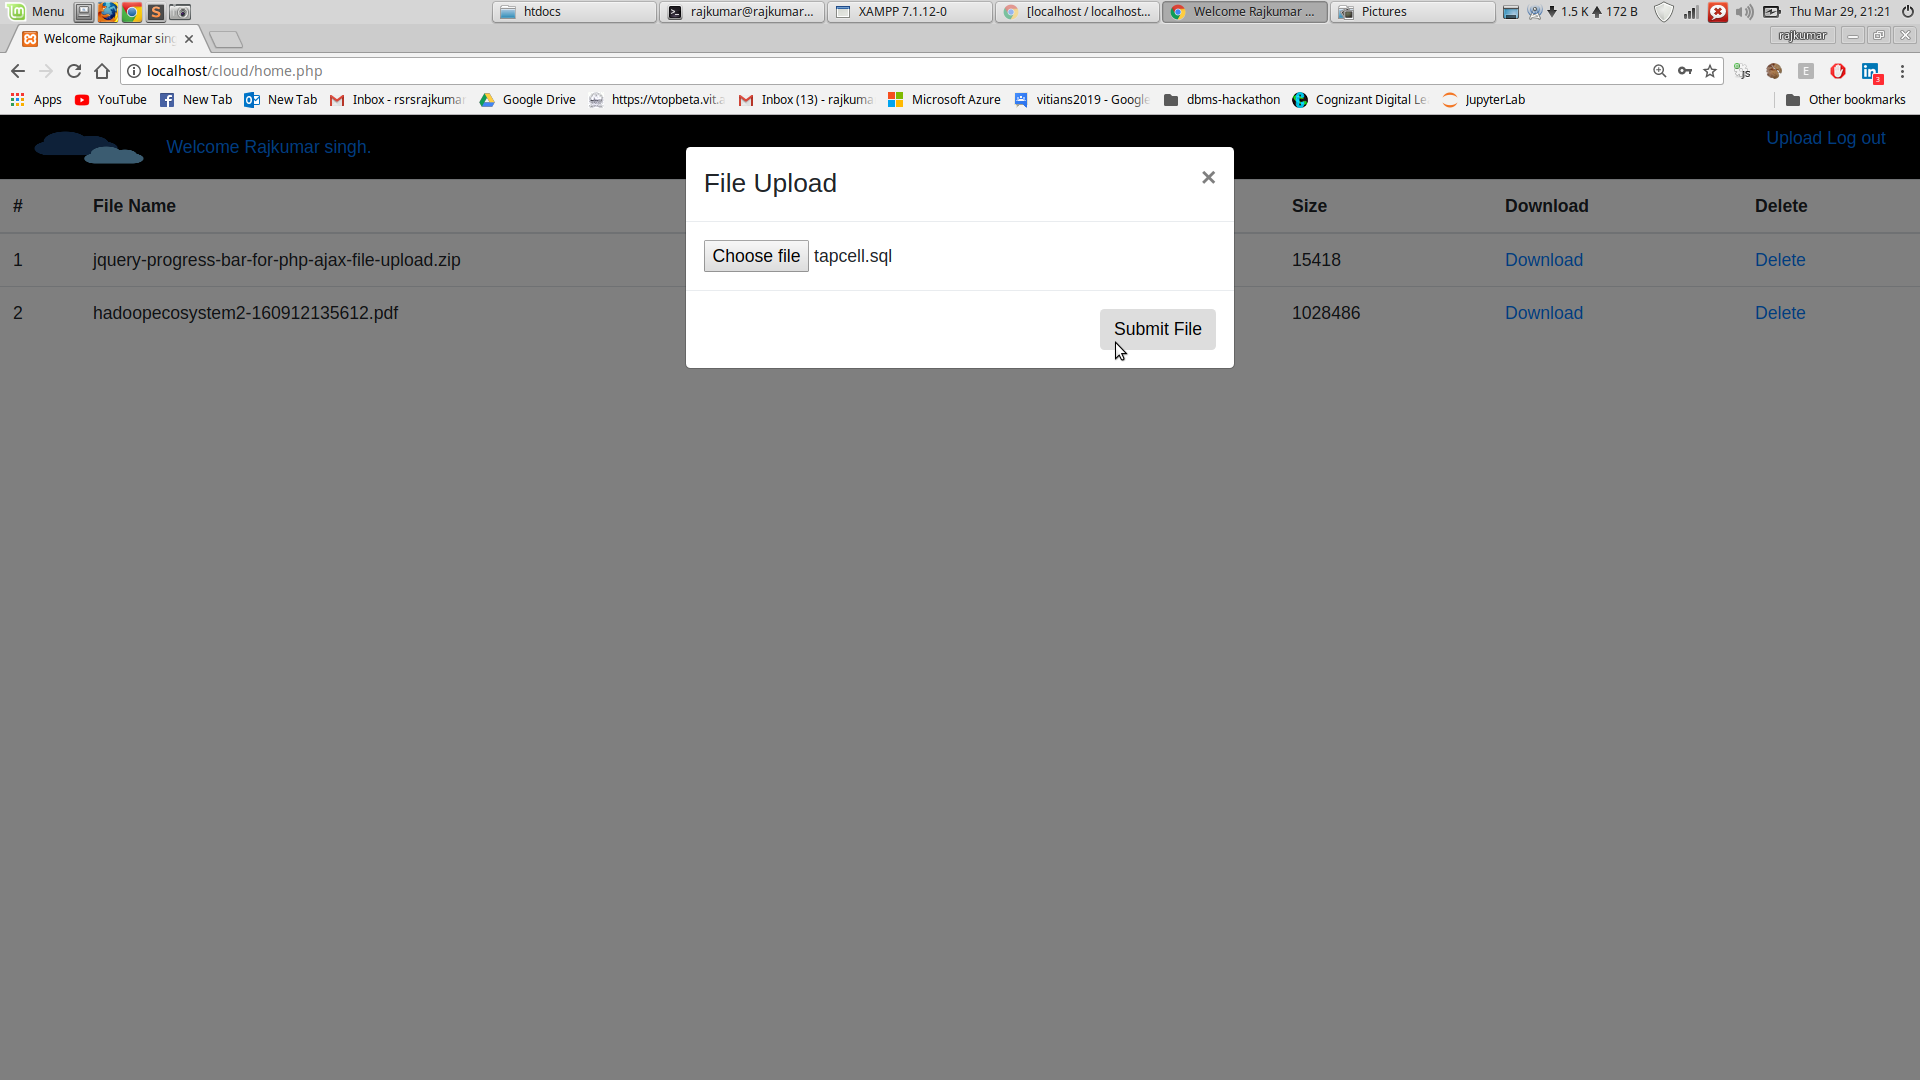 Menu
htdocs
rajkumar@rajkumar...
XAMPP 7.1.12-0
[localhost / localhost...
Welcome Rajkumar ...
Pictures
1.5 K 172 B
Thu Mar 29, 21:21
Welcome Rajkumar sin
rajkumar
localhost/cloud/home.php
Apps
YouTube
New Tab
New Tab
Inbox - rsrsrajkumar
Google Drive
https://vtopbeta.vit.a
Inbox (13) - rajkuma
Microsoft Azure
vitians2019 - Google
dbms-hackathon
Cognizant Digital Le
JupyterLab
Other bookmarks
Welcome Rajkumar singh.
Upload Log out
File Upload ×
Choose file tapcell.sql
Submit File
# File Name Size Download Delete
1 jquery-progress-bar-for-php-ajax-file-upload.zip 15418 Download Delete
2 hadoopecosystem2-160912135612.pdf 1028486 Download Delete